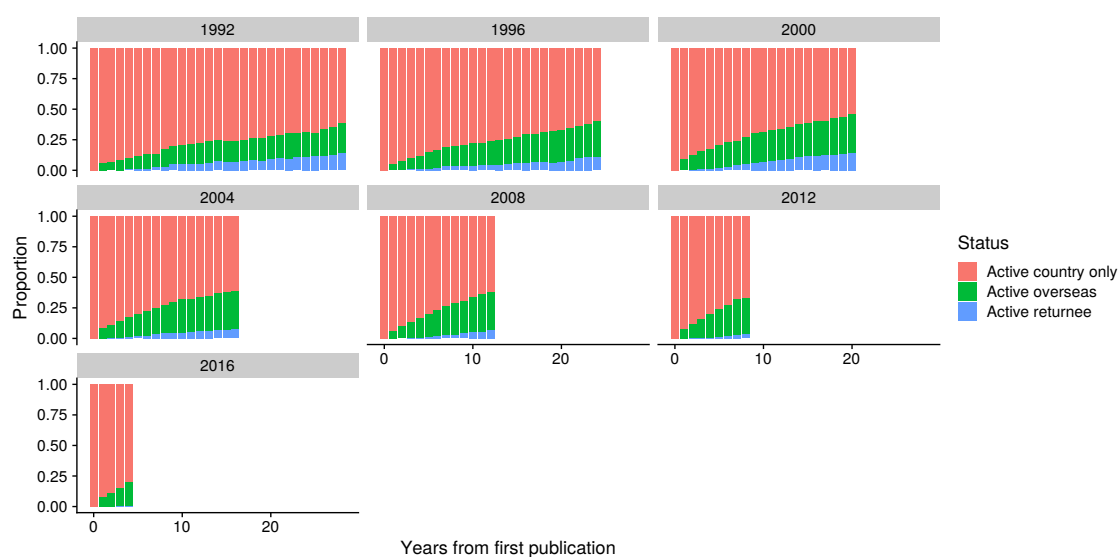 1992 1996 2000
1.00
0.75
0.50
0.25
0.00
2004 2008 2012
1.00
0.75
0.50
0.25
0.00
0 10 20 0 10 20
2016
1.00
0.75
0.50
0.25
0.00
0 10 20
Proportion
Years from first publication
Status
Active country only
Active overseas
Active returnee